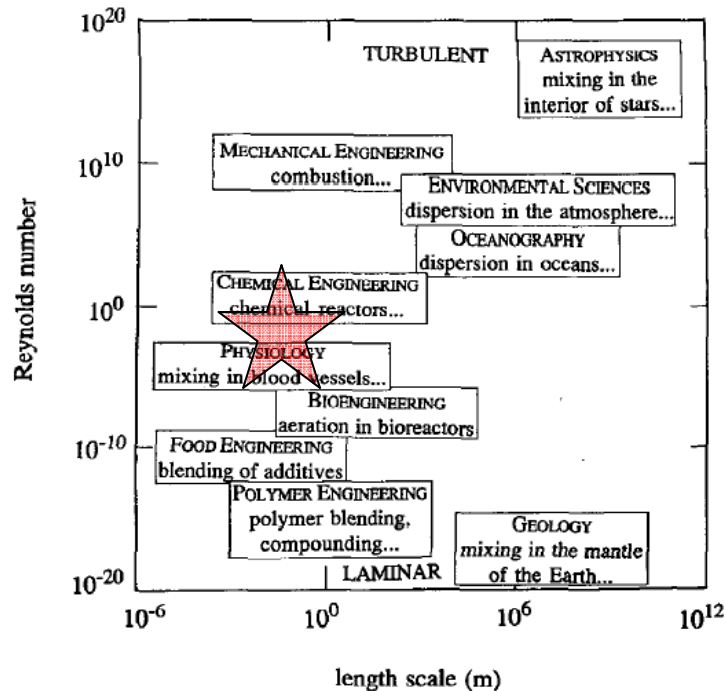 10^20
TURBULENT
ASTROPHYSICS
mixing in the
interior of stars...
MECHANICAL ENGINEERING
combustion...
10^10
ENVIRONMENTAL SCIENCES
dispersion in the atmosphere...
OCEANOGRAPHY
dispersion in oceans...
Reynolds number
CHEMICAL ENGINEERING
chemical reactors...
10^0
PHYSIOLOGY
mixing in blood vessels...
BIOENGINEERING
aeration in bioreactors
10^-10
FOOD ENGINEERING
blending of additives
POLYMER ENGINEERING
polymer blending,
compounding...
GEOLOGY
mixing in the mantle
of the Earth...
LAMINAR
10^-20
10^-6 10^0 10^6 10^12
length scale (m)